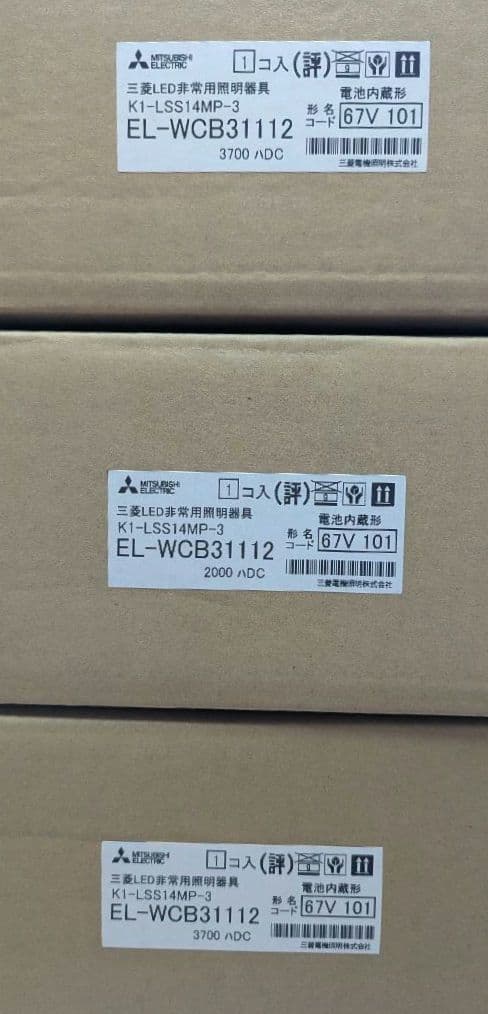 MITSUBISHI ELECTRIC 1コ入 (評) 9
三菱LED非常用照明器具
電池内蔵形
K1-LSS14MP-3
形名コード 67V 101
EL-WCB31112
3700 ハDC
三菱電機照明株式会社
MITSUBISHI ELECTRIC 1コ入 (評) 9
三菱LED非常用照明器具
電池内蔵形
K1-LSS14MP-3
形名コード 67V 101
EL-WCB31112
2000 ハDC
三菱電機照明株式会社
MITSUBISHI ELECTRIC 1コ入 (評)
三菱LED非常用照明器具
電池内蔵形
K1-LSS14MP-3
形名コード 67V 101
EL-WCB31112
3700 ハDC
三菱電機照明株式会社